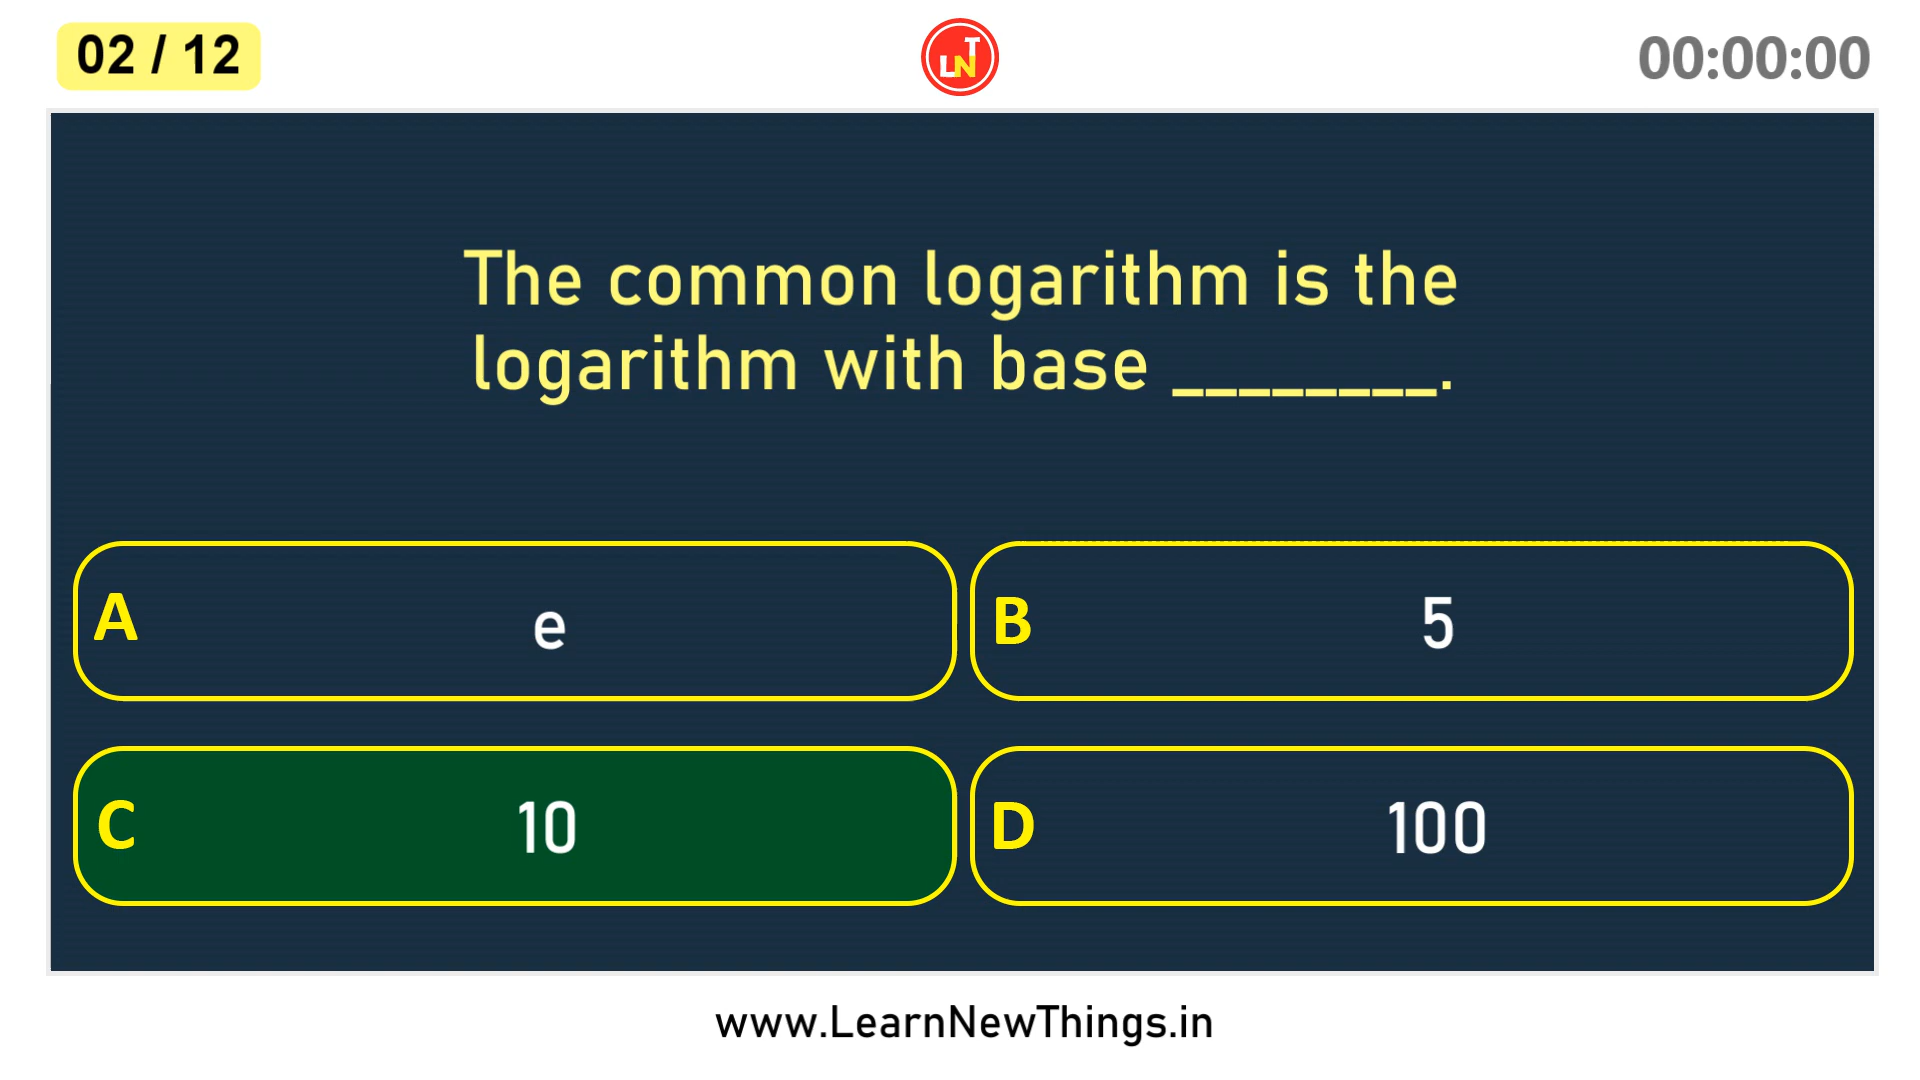 02 / 12
LNT
00:00:00
The common logarithm is the
logarithm with base ________.
A
e
B
5
C
10
D
100
www.LearnNewThings.in